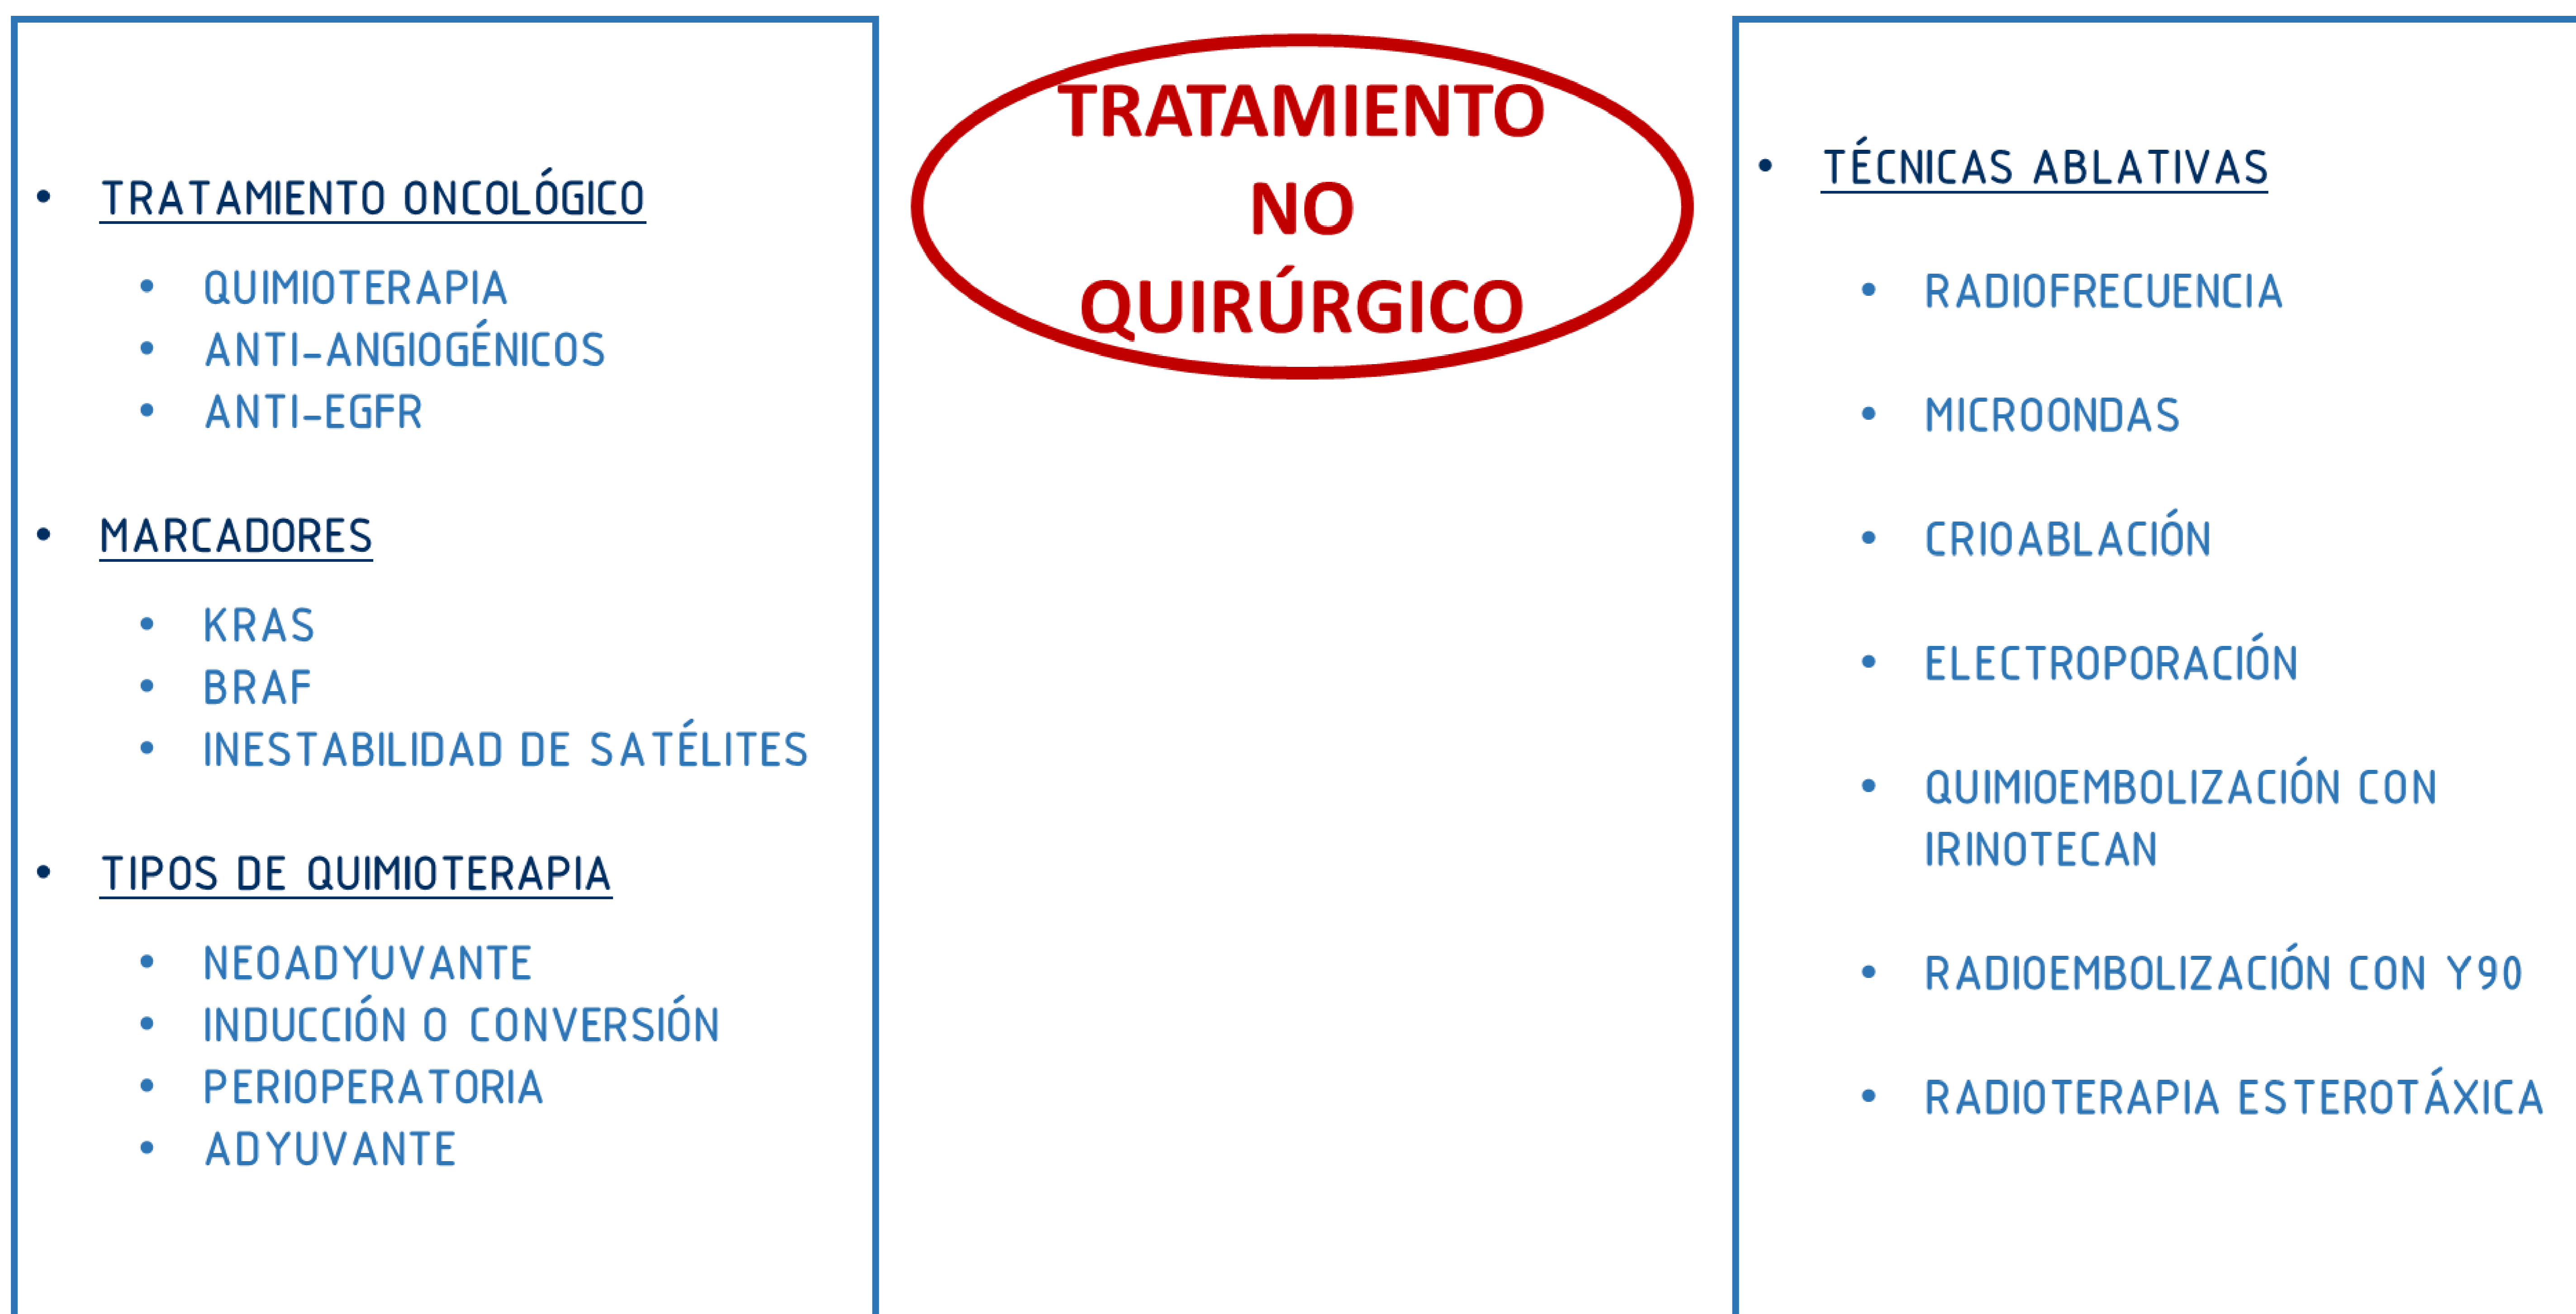 • TRATAMIENTO ONCOLÓGICO
• QUIMIOTERAPIA
• ANTI-ANGIOGÉNICOS
• ANTI-EGFR
• MARCADORES
• KRAS
• BRAF
• INESTABILIDAD DE SATÉLITES
• TIPOS DE QUIMIOTERAPIA
• NEOADYUVANTE
• INDUCCIÓN O CONVERSIÓN
• PERIOPERATORIA
• ADYUVANTE
TRATAMIENTO
NO
QUIRÚRGICO
• TÉCNICAS ABLATIVAS
• RADIOFRECUENCIA
• MICROONDAS
• CRIOABLACIÓN
• ELECTROPORACIÓN
• QUIMIOEMBOLIZACIÓN CON
IRINOTECAN
• RADIOEMBOLIZACIÓN CON Y90
• RADIOTERAPIA ESTEROTÁXICA